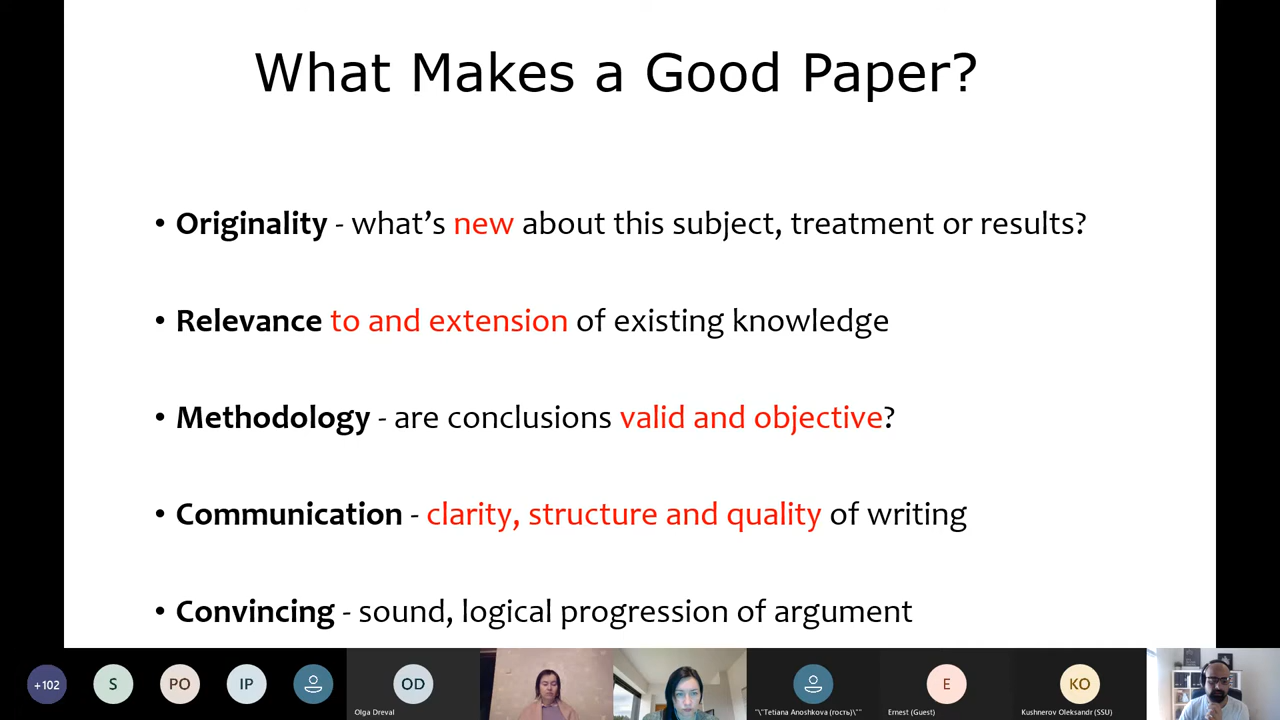 What Makes a Good Paper?
• Originality - what’s new about this subject, treatment or results?
• Relevance to and extension of existing knowledge
• Methodology - are conclusions valid and objective?
• Communication - clarity, structure and quality of writing
• Convincing - sound, logical progression of argument
+102
S
PO
IP
OD
E
KO
Olga Dreval
"\"Tetiana Anoshkova (гость)\""
Ernest (Guest)
Kushnerov Oleksandr (SSU)